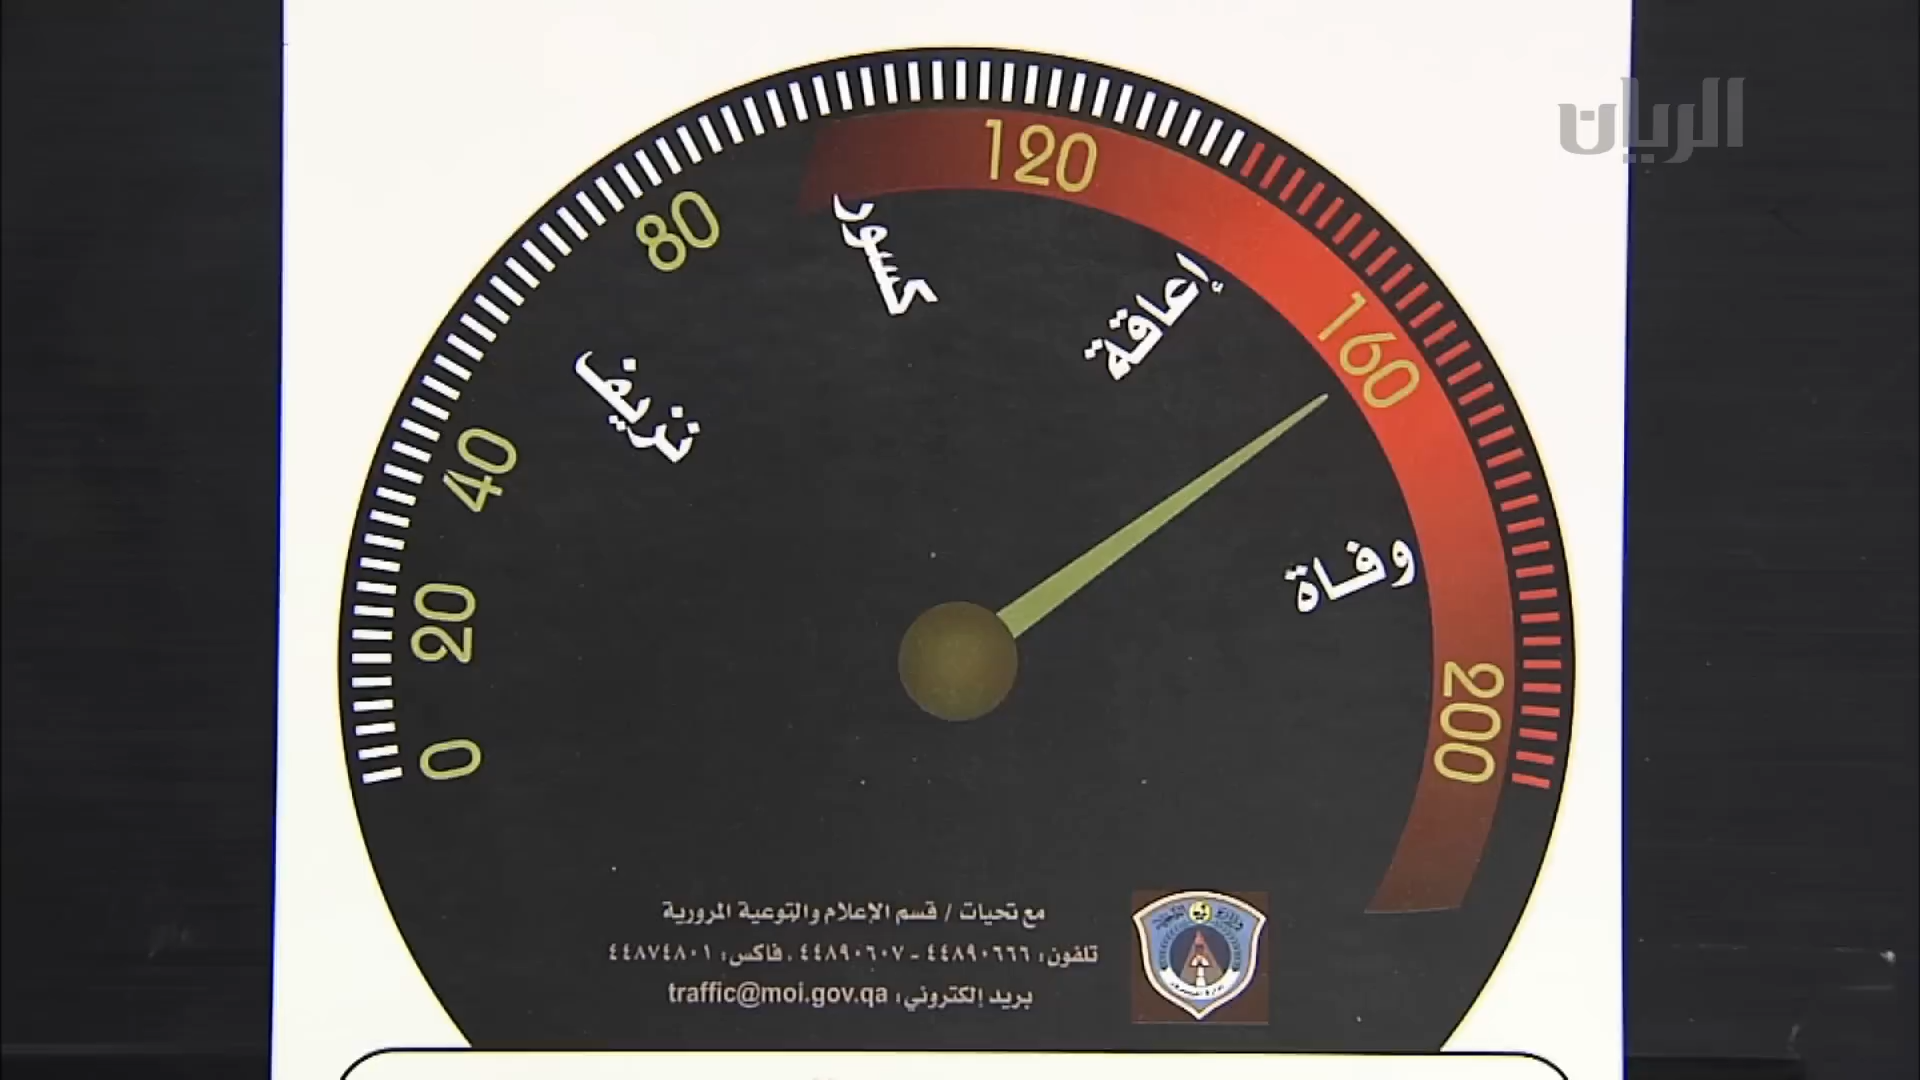 الريان
0
20
40
80
120
160
200
نزيف
كسور
إعاقة
وفاة
مع تحيات / قسم الإعلام والتوعية المرورية
تلفون: ٤٤٨٩٠٦٦٦ - ٤٤٨٩٠٦٠٧ . فاكس: ٤٤٨٧٤٨٠١
بريد إلكتروني: traffic@moi.gov.qa